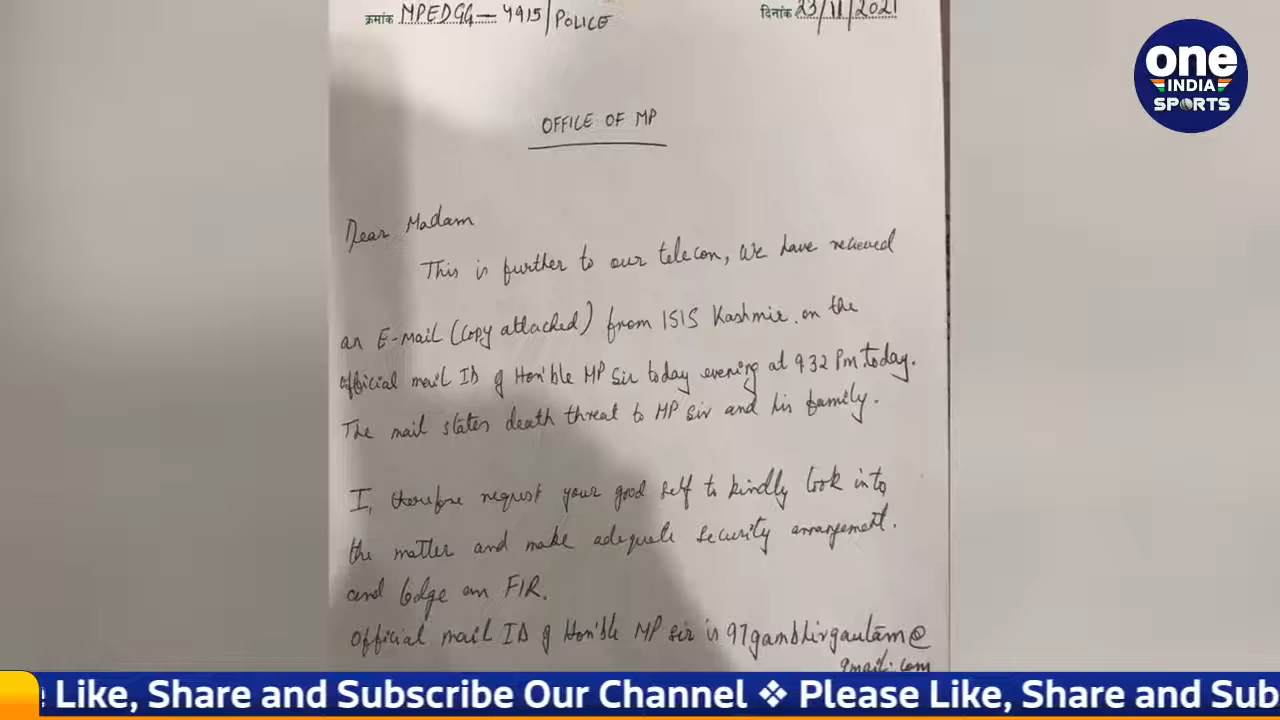 क्रमांक MPEDGG - 4915/POLICE
दिनांक 23/11/2021
one
INDIA
SPORTS
OFFICE OF MP
Dear Madam
This is further to our telecon, We have recieved
an E-Mail (Copy attached) from ISIS Kashmir. on the
official mail ID of Hon'ble MP Sir today evening at 9 32 Pm today.
The mail states death threat to MP Sir and his family.
I, therefore request your good self to kindly look into
the matter and make adequate security arrangement.
and lodge an FIR.
Official mail ID of Hon'ble MP sir is 97gambhirgautam@
gmail.com
Like, Share and Subscribe Our Channel ❖ Please Like, Share and Sub